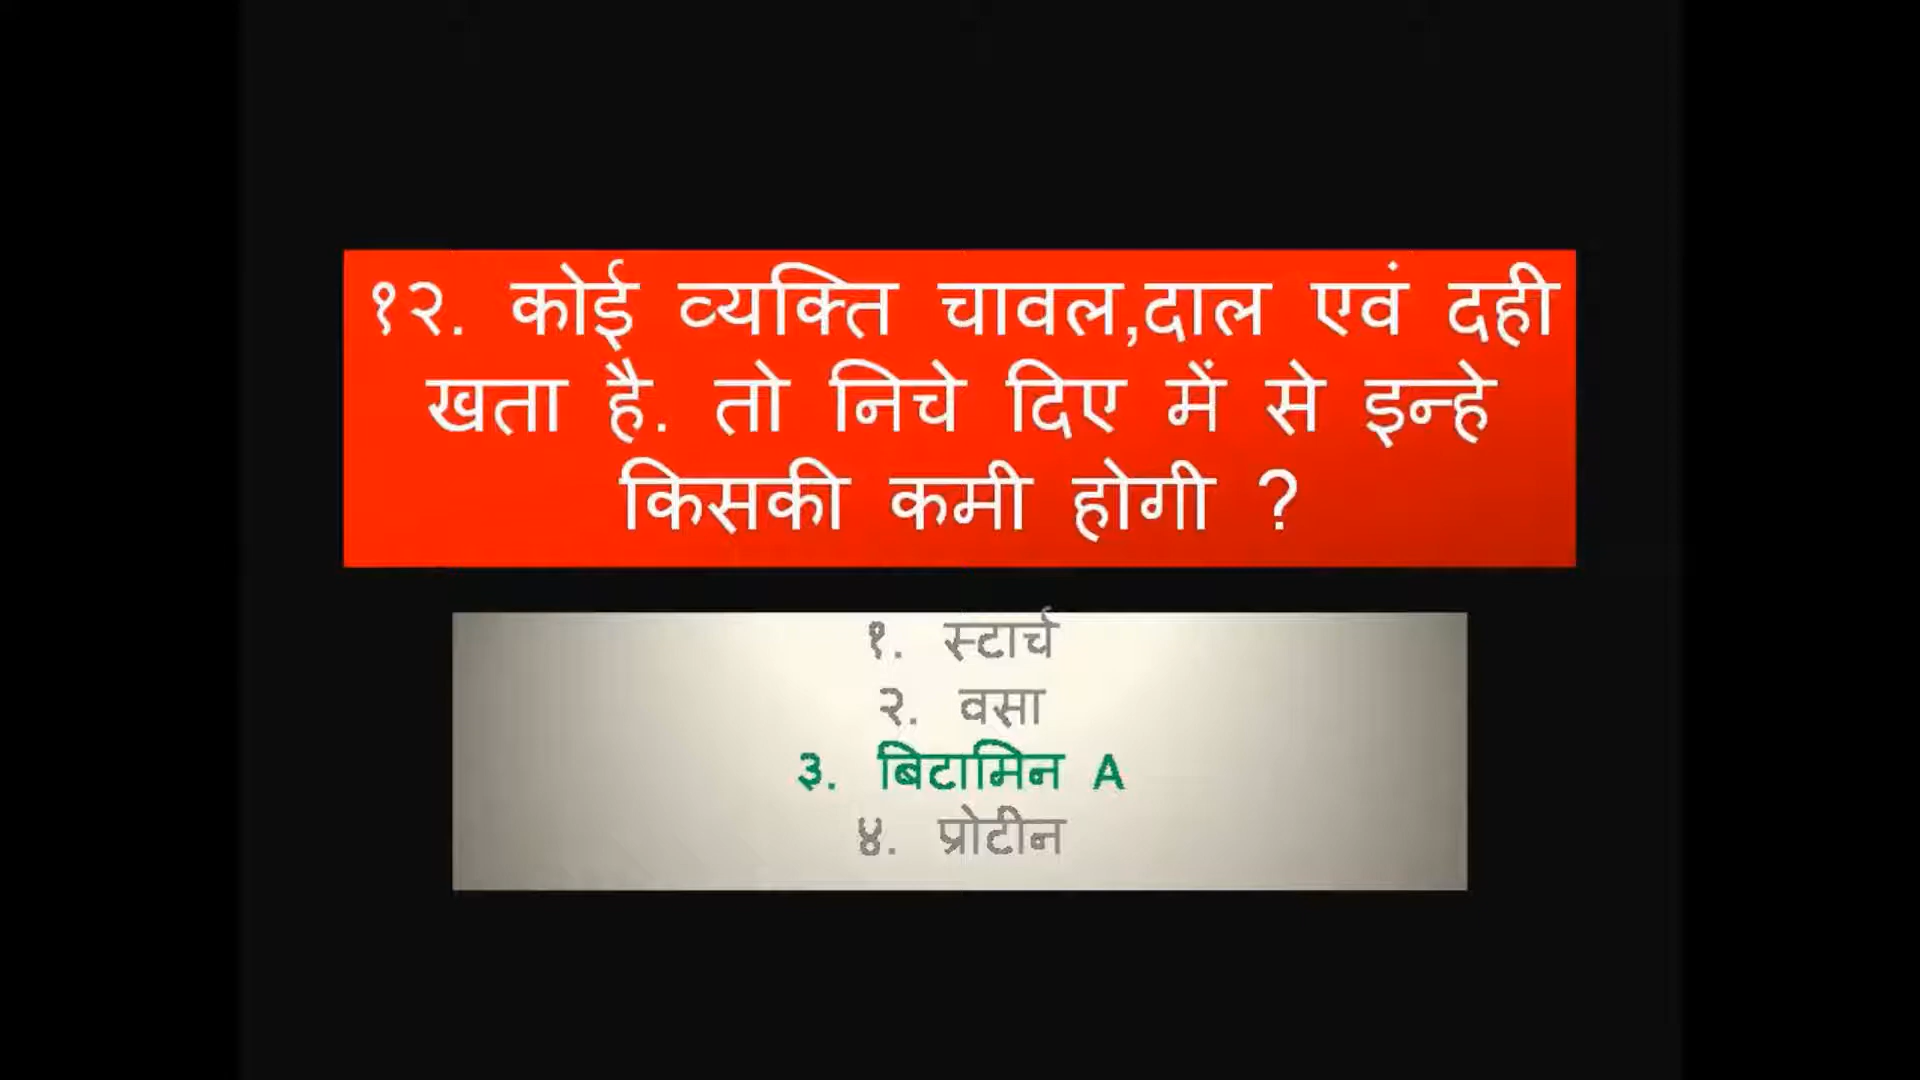 १२. कोई व्यक्ति चावल,दाल एवं दही
खता है. तो निचे दिए में से इन्हे
किसकी कमी होगी ?
१. स्टार्च
२. वसा
३. बिटामिन A
४. प्रोटीन